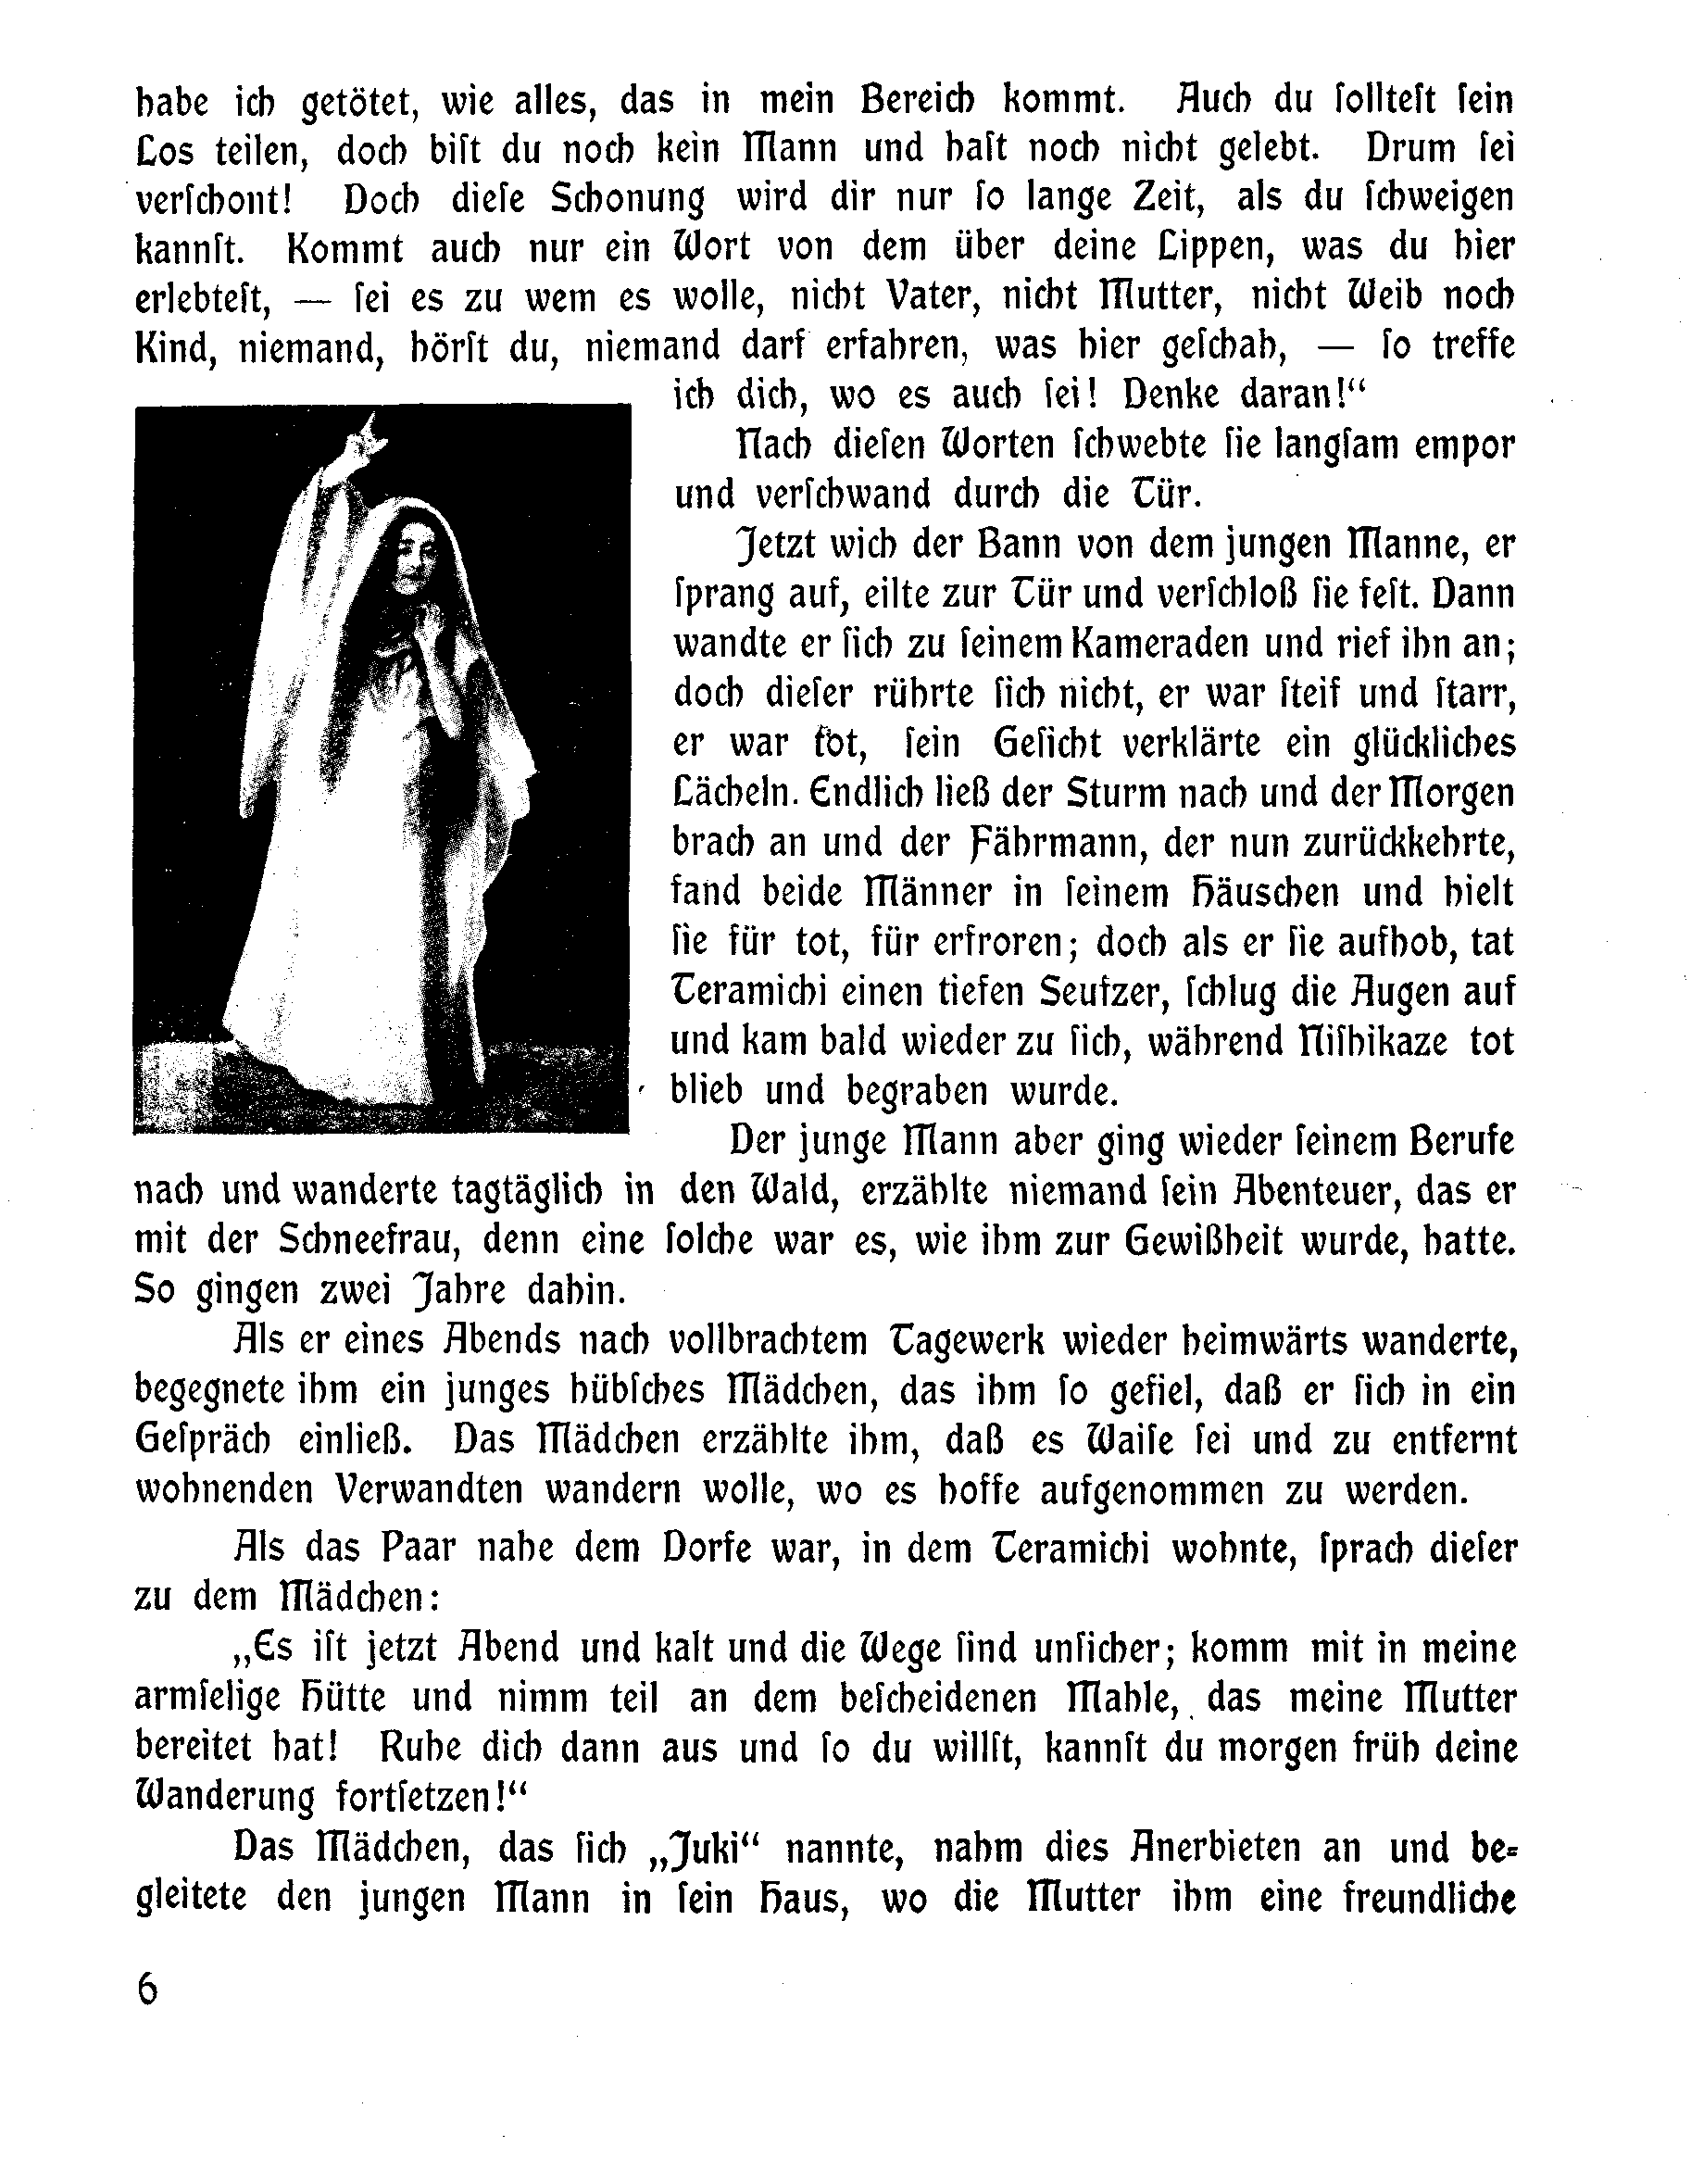 habe ich getötet, wie alles, das in mein Bereich kommt. Auch du ſollteſt ſein
Los teilen, doch biſt du noch kein Mann und haſt noch nicht gelebt. Drum ſei
verſchont! Doch dieſe Schonung wird dir nur ſo lange Zeit, als du ſchweigen
kannſt. Kommt auch nur ein Wort von dem über deine Lippen, was du hier
erlebteſt, — ſei es zu wem es wolle, nicht Vater, nicht Mutter, nicht Weib noch
Kind, niemand, hörſt du, niemand darf erfahren, was hier geſchah, — ſo treffe
ich dich, wo es auch ſei! Denke daran!“
Nach dieſen Worten ſchwebte ſie langſam empor
und verſchwand durch die Tür.
Jetzt wich der Bann von dem jungen Manne, er
ſprang auf, eilte zur Tür und verſchloß ſie feſt. Dann
wandte er ſich zu ſeinem Kameraden und rief ihn an;
doch dieſer rührte ſich nicht, er war ſteif und ſtarr,
er war tot, ſein Geſicht verklärte ein glückliches
Lächeln. Endlich ließ der Sturm nach und der Morgen
brach an und der Fährmann, der nun zurückkehrte,
fand beide Männer in ſeinem Häuschen und hielt
ſie für tot, für erfroren; doch als er ſie aufhob, tat
Teramichi einen tiefen Seufzer, ſchlug die Augen auf
und kam bald wieder zu ſich, während Niſhikaze tot
blieb und begraben wurde.
Der junge Mann aber ging wieder ſeinem Berufe
nach und wanderte tagtäglich in den Wald, erzählte niemand ſein Abenteuer, das er
mit der Schneefrau, denn eine ſolche war es, wie ihm zur Gewißheit wurde, hatte.
So gingen zwei Jahre dahin.
Als er eines Abends nach vollbrachtem Tagewerk wieder heimwärts wanderte,
begegnete ihm ein junges hübſches Mädchen, das ihm ſo gefiel, daß er ſich in ein
Geſpräch einließ. Das Mädchen erzählte ihm, daß es Waiſe ſei und zu entfernt
wohnenden Verwandten wandern wolle, wo es hoffe aufgenommen zu werden.
Als das Paar nahe dem Dorfe war, in dem Teramichi wohnte, ſprach dieſer
zu dem Mädchen:
„Es iſt jetzt Abend und kalt und die Wege ſind unſicher; komm mit in meine
armſelige Hütte und nimm teil an dem beſcheidenen Mahle, das meine Mutter
bereitet hat! Ruhe dich dann aus und ſo du willſt, kannſt du morgen früh deine
Wanderung fortſetzen!“
Das Mädchen, das ſich „Juki“ nannte, nahm dies Anerbieten an und be=
gleitete den jungen Mann in ſein Haus, wo die Mutter ihm eine freundliche
6